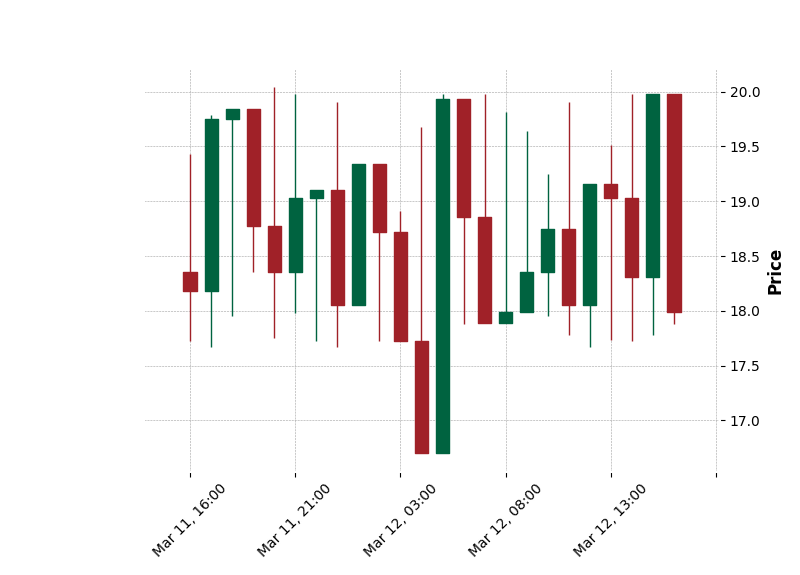 20.0
19.5
19.0
18.5
18.0
17.5
17.0
Price
Mar 11, 16:00
Mar 11, 21:00
Mar 12, 03:00
Mar 12, 08:00
Mar 12, 13:00